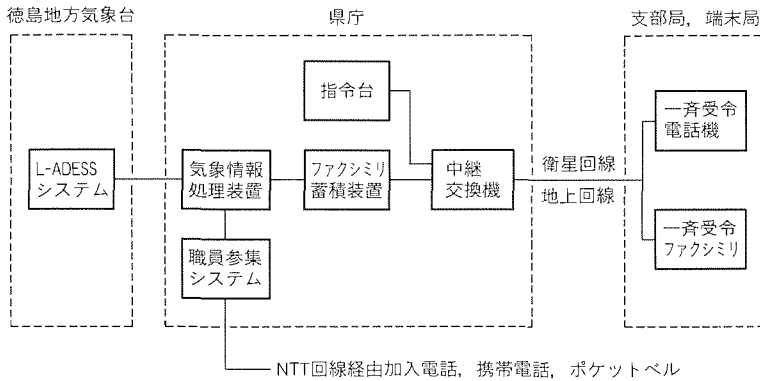 徳島地方気象台
県庁
支部局，端末局
指令台
一斉受令
電話機
L-ADESS
システム
気象情報
処理装置
ファクシミリ
蓄積装置
中継
交換機
衛星回線
地上回線
一斉受令
ファクシミリ
職員参集
システム
NTT回線経由加入電話，携帯電話，ポケットベル